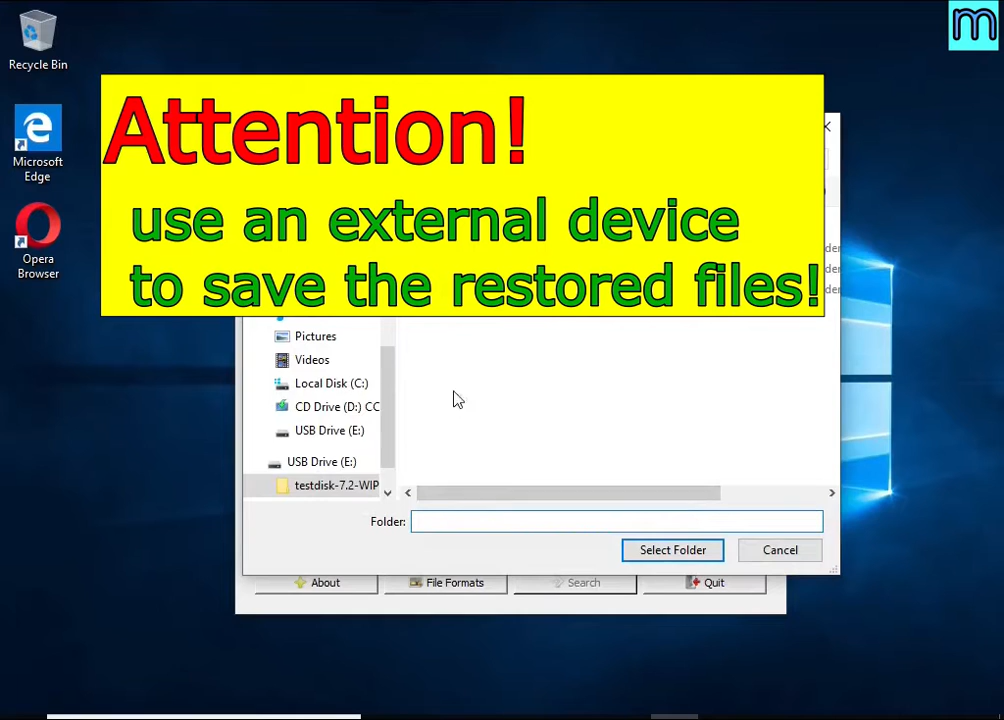 Recycle Bin
m
Attention!
use an external device
to save the restored files!
Microsoft
Edge
Opera
Browser
Pictures
Videos
Local Disk (C:)
CD Drive (D:) CC
USB Drive (E:)
USB Drive (E:)
testdisk-7.2-WIP
Folder:
Select Folder
Cancel
About
File Formats
Search
Quit